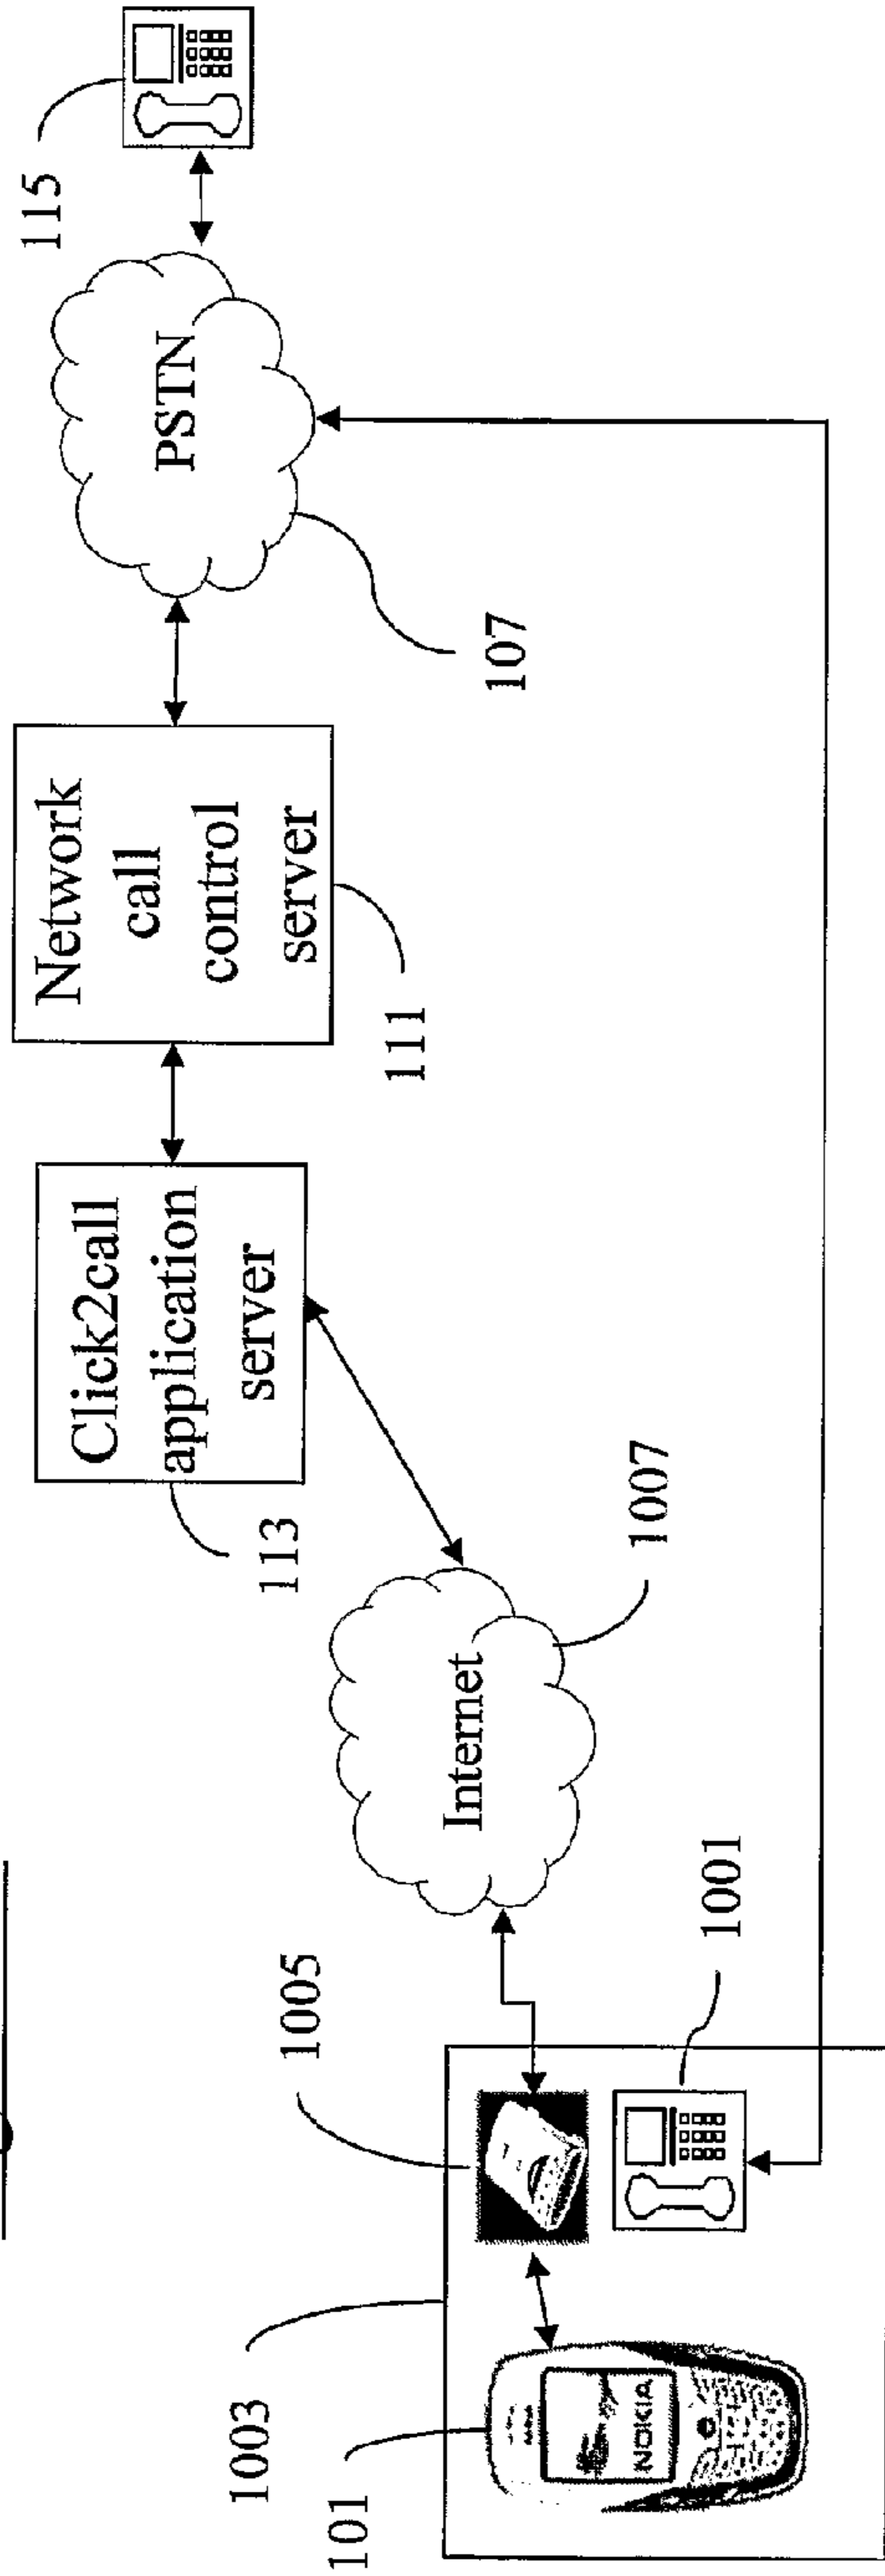 115
PSTN
107
Network
call
control
server
111
Click2call
application
server
113
Internet
1007
1005
1001
1003
101
NOKIA